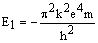 E₁ = −π²k²e⁴m/h²